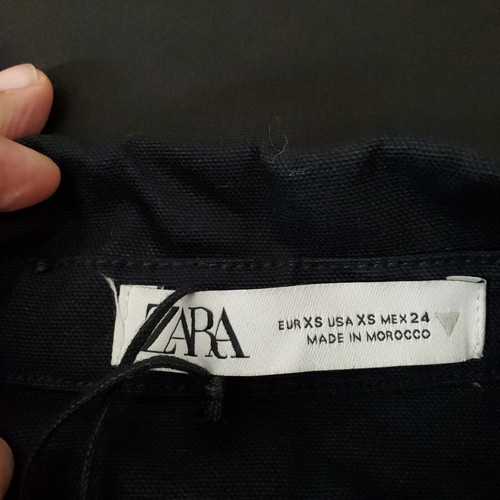 ZARA
EUR XS USA XS MEX 24
MADE IN MOROCCO